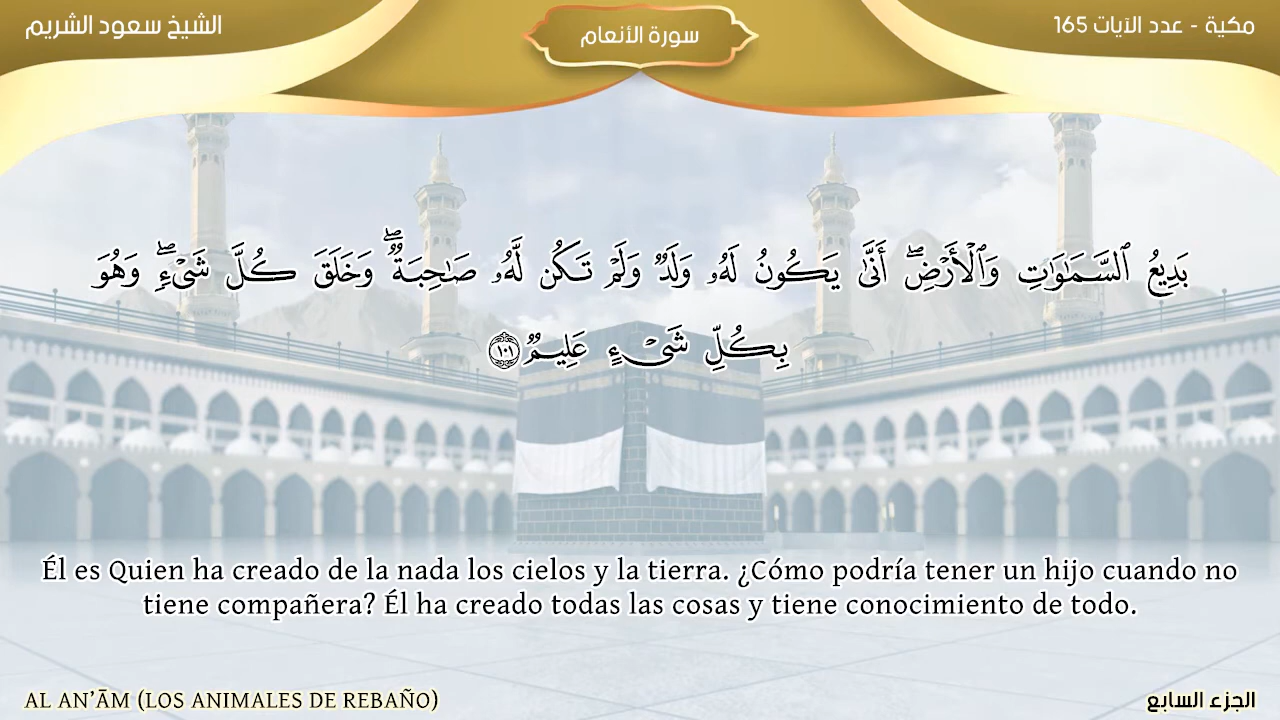 الشيخ سعود الشريم
سورة الأنعام
مكية - عدد الآيات 165
بَدِيعُ ٱلسَّمَـٰوَٰتِ وَٱلْأَرْضِ ۖ أَنَّىٰ يَكُونُ لَهُۥ وَلَدٌ وَلَمْ تَكُن لَّهُۥ صَـٰحِبَةٌ ۖ وَخَلَقَ كُلَّ شَىْءٍ ۖ وَهُوَ
بِكُلِّ شَىْءٍ عَلِيمٌ ١٠١
Él es Quien ha creado de la nada los cielos y la tierra. ¿Cómo podría tener un hijo cuando no
tiene compañera? Él ha creado todas las cosas y tiene conocimiento de todo.
AL AN’ĀM (LOS ANIMALES DE REBAÑO)
الجزء السابع